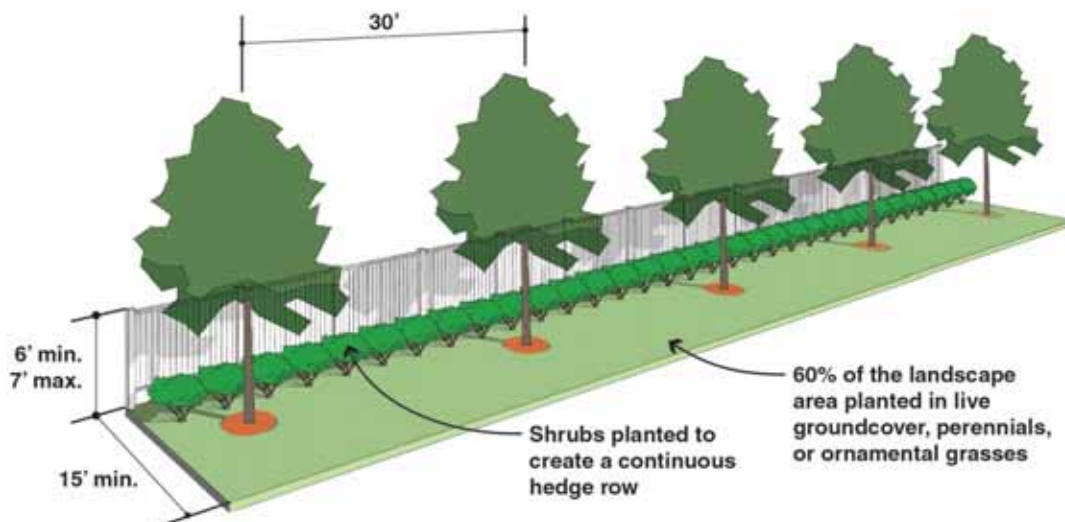 30’
6’ min.
7’ max.
15’ min.
Shrubs planted to
create a continuous
hedge row
60% of the landscape
area planted in live
groundcover, perennials,
or ornamental grasses